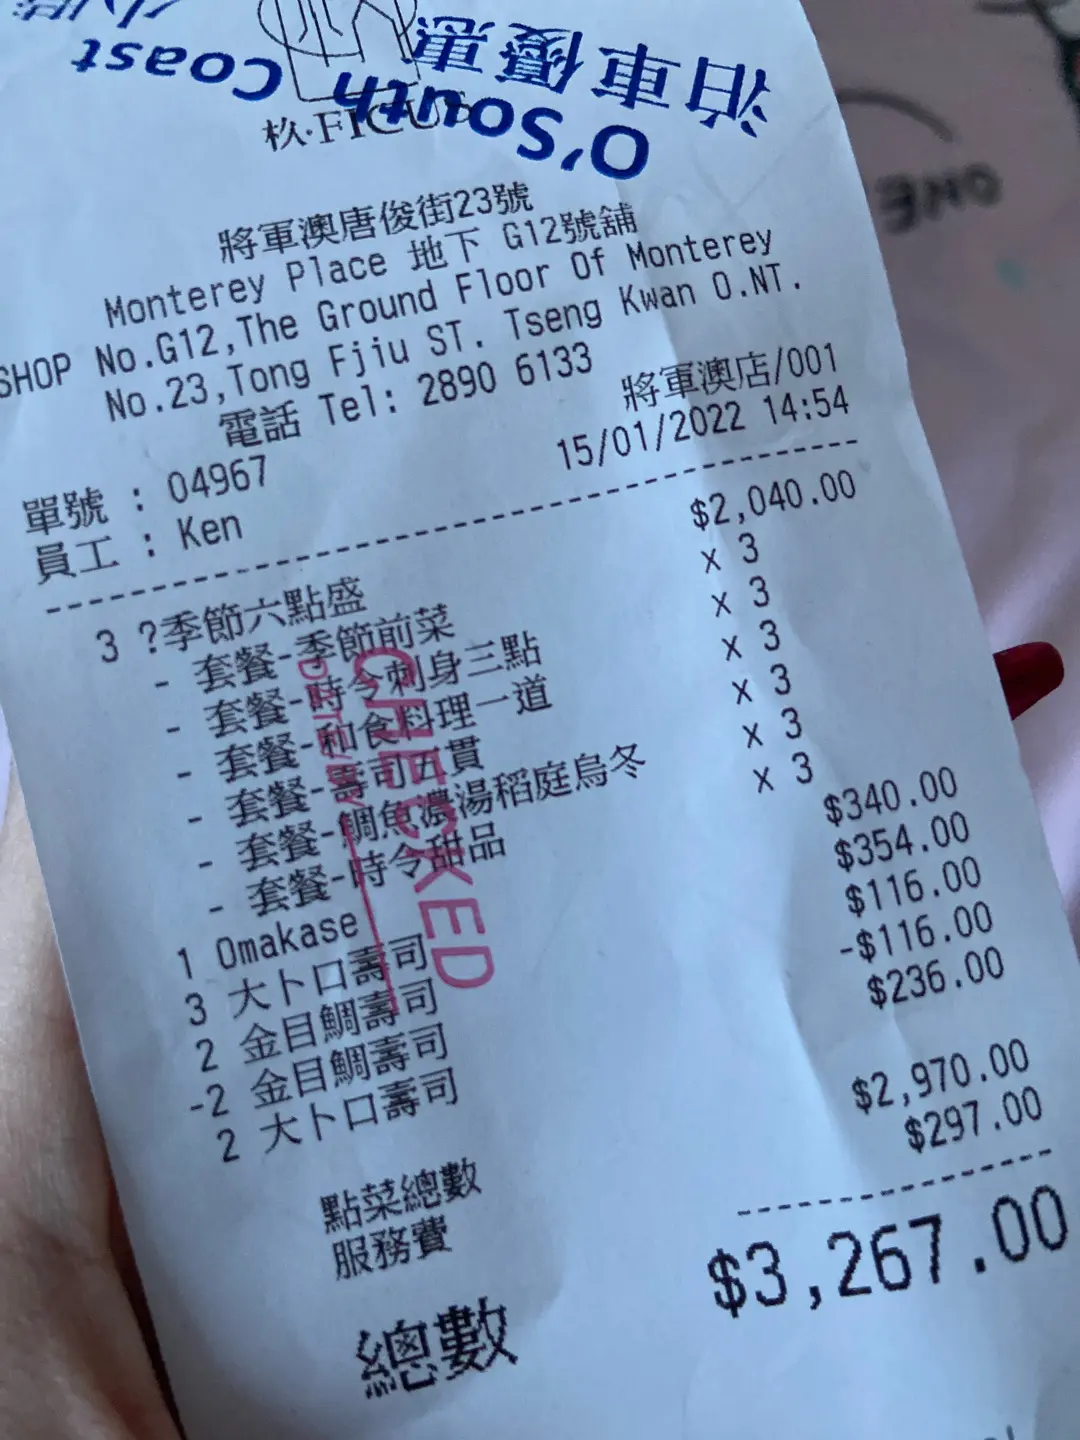 泊車優惠
O'South Coast
杦·FICUS
將軍澳唐俊街23號
Monterey Place 地下 G12號舖
SHOP No.G12,The Ground Floor Of Monterey
No.23,Tong Fjiu ST. Tseng Kwan O.NT.
電話 Tel: 2890 6133
將軍澳店/001
單號 : 04967 15/01/2022 14:54
員工 : Ken
3 ?季節六點盛 $2,040.00
- 套餐-季節前菜 x 3
- 套餐-時令刺身三點 x 3
- 套餐-和食料理一道 x 3
- 套餐-壽司五貫 x 3
- 套餐-鯛魚濃湯稻庭烏冬 x 3
- 套餐-時令甜品 x 3
1 Omakase $340.00
3 大トロ壽司 $354.00
2 金目鯛壽司 $116.00
-2 金目鯛壽司 -$116.00
2 大トロ壽司 $236.00
CHECKED
DATE/BY
點菜總數 $2,970.00
服務費 $297.00
總數 $3,267.00
ONE